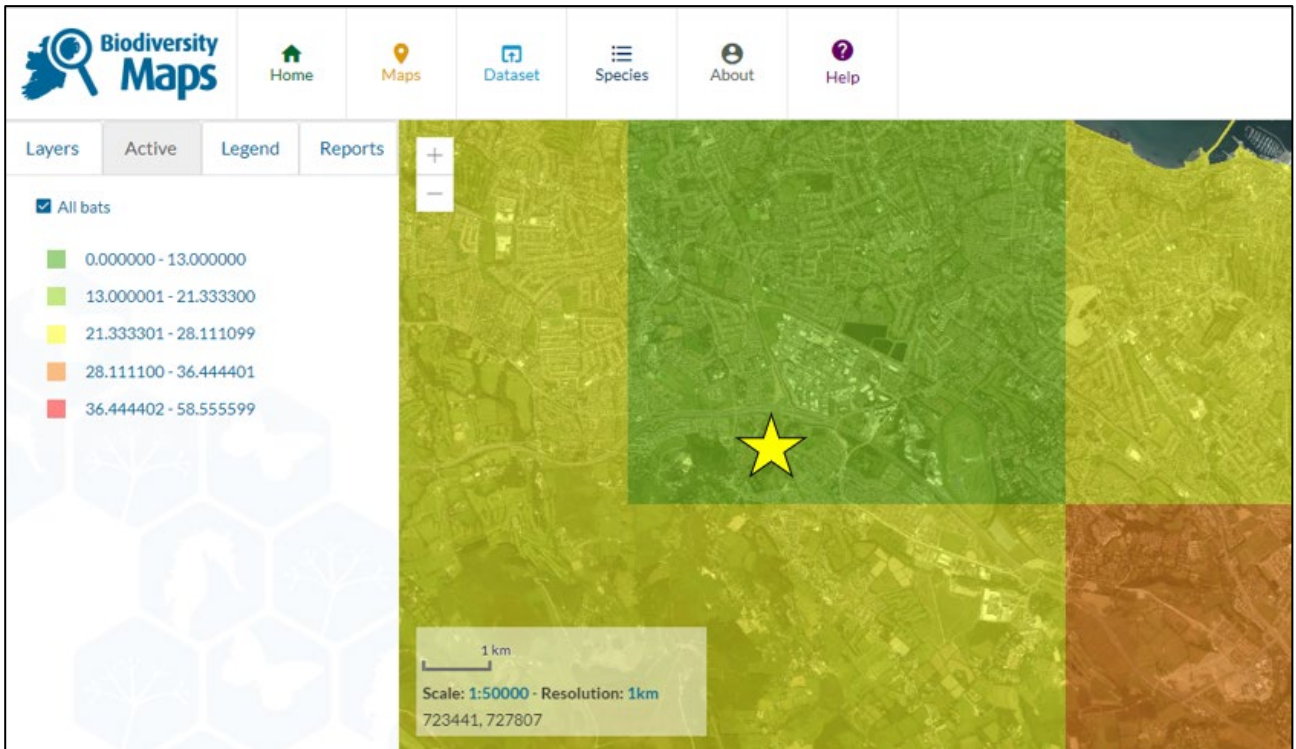 Biodiversity
Maps
Home
Maps
Dataset
Species
About
Help
Layers
Active
Legend
Reports
+
−
All bats
0.000000 - 13.000000
13.000001 - 21.333300
21.333301 - 28.111099
28.111100 - 36.444401
36.444402 - 58.555599
1 km
Scale: 1:50000 - Resolution: 1km
723441, 727807